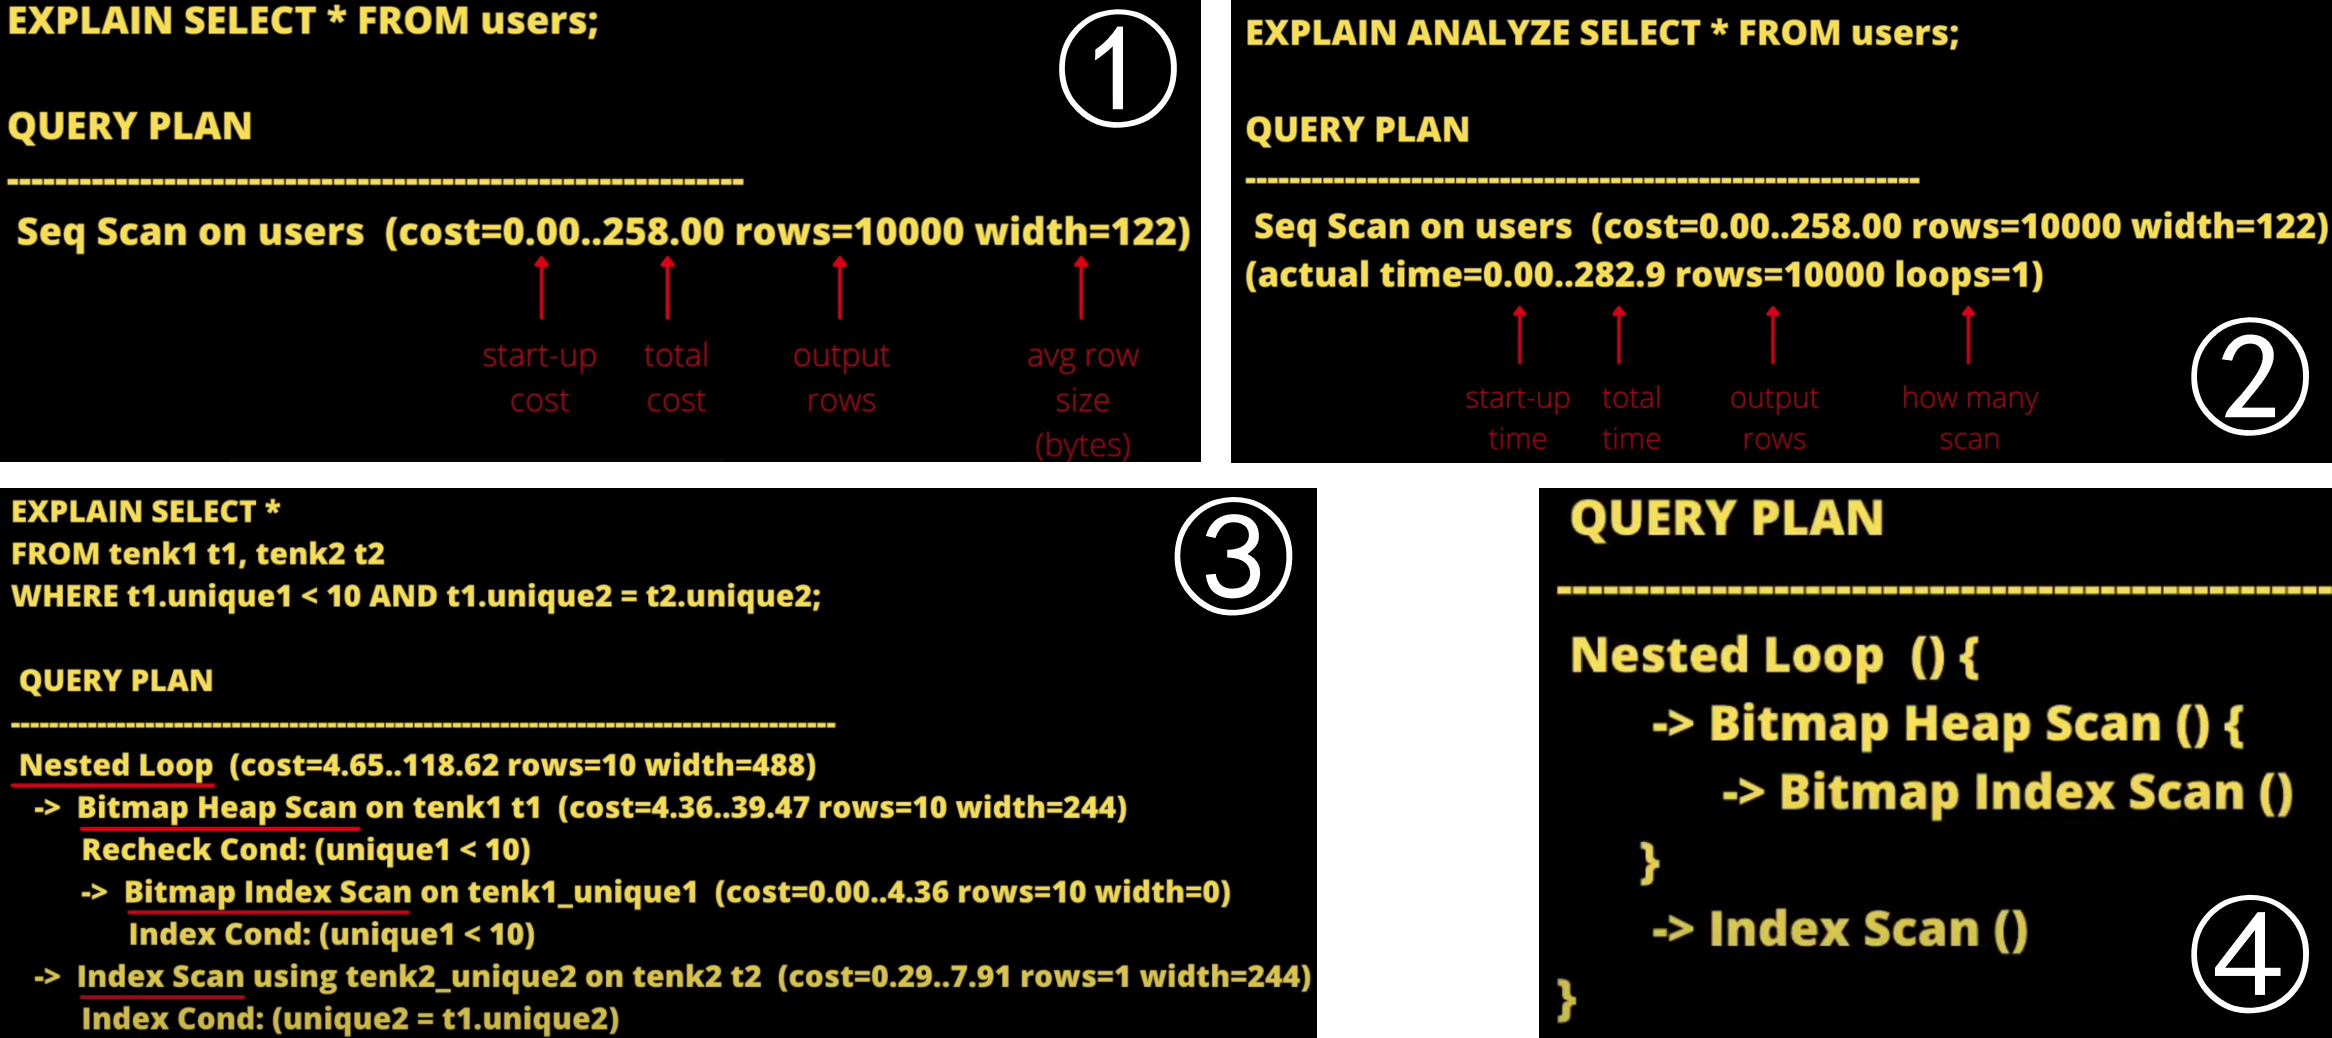 EXPLAIN SELECT * FROM users;
①
QUERY PLAN
-------------------------------------------------------------
Seq Scan on users (cost=0.00..258.00 rows=10000 width=122)
start-up total output avg row
cost cost rows size
(bytes)
EXPLAIN ANALYZE SELECT * FROM users;
QUERY PLAN
-------------------------------------------------------------
Seq Scan on users (cost=0.00..258.00 rows=10000 width=122)
(actual time=0.00..282.9 rows=10000 loops=1)
②
start-up total output how many
time time rows scan
EXPLAIN SELECT *
③
FROM tenk1 t1, tenk2 t2
WHERE t1.unique1 < 10 AND t1.unique2 = t2.unique2;
QUERY PLAN
--------------------------------------------------------------------------------------
Nested Loop (cost=4.65..118.62 rows=10 width=488)
-> Bitmap Heap Scan on tenk1 t1 (cost=4.36..39.47 rows=10 width=244)
Recheck Cond: (unique1 < 10)
-> Bitmap Index Scan on tenk1_unique1 (cost=0.00..4.36 rows=10 width=0)
Index Cond: (unique1 < 10)
-> Index Scan using tenk2_unique2 on tenk2 t2 (cost=0.29..7.91 rows=1 width=244)
Index Cond: (unique2 = t1.unique2)
QUERY PLAN
--------------------------------------------------
Nested Loop () {
-> Bitmap Heap Scan () {
-> Bitmap Index Scan ()
}
-> Index Scan ()
④
}